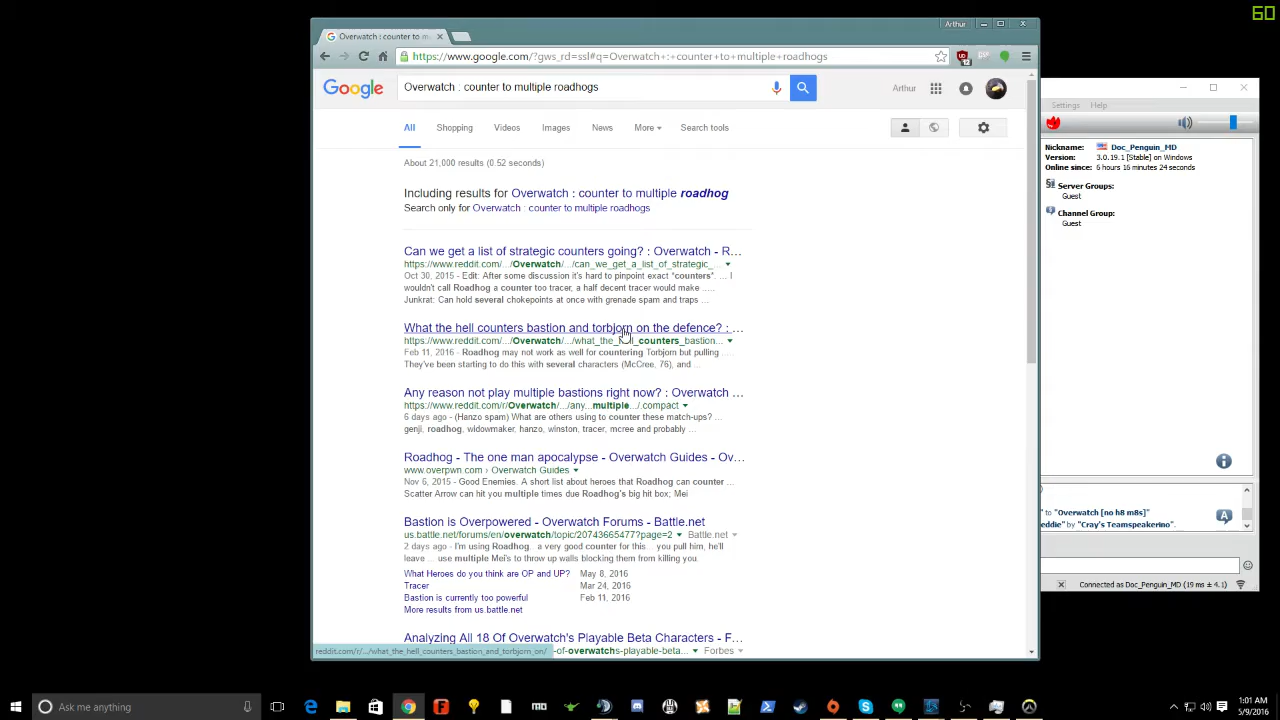 60
Arthur
Overwatch : counter to m
https://www.google.com/?gws_rd=ssl#q=Overwatch+:+counter+to+multiple+roadhogs
Google
Overwatch : counter to multiple roadhogs
Arthur
All Shopping Videos Images News More Search tools
About 21,000 results (0.52 seconds)
Including results for Overwatch : counter to multiple roadhog
Search only for Overwatch : counter to multiple roadhogs
Can we get a list of strategic counters going? : Overwatch - R...
https://www.reddit.com/.../Overwatch/.../can_we_get_a_list_of_strategic_...
Oct 30, 2015 - Edit: After some discussion it's hard to pinpoint exact "counters". ... I
wouldn't call Roadhog a counter too tracer, a half decent tracer would make .....
Junkrat: Can hold several chokepoints at once with grenade spam and traps ...
What the hell counters bastion and torbjorn on the defence? : ...
https://www.reddit.com/.../Overwatch/.../what_the_hell_counters_bastion...
Feb 11, 2016 - Roadhog may not work as well for countering Torbjorn but pulling ...
They've been starting to do this with several characters (McCree, 76), and ...
Any reason not play multiple bastions right now? : Overwatch ...
https://www.reddit.com/r/Overwatch/.../any...multiple.../.compact
6 days ago - (Hanzo spam) What are others using to counter these match-ups? ...
genji, roadhog, widowmaker, hanzo, winston, tracer, mcree and probably ...
Roadhog - The one man apocalypse - Overwatch Guides - Ov...
www.overpwn.com › Overwatch Guides
Nov 6, 2015 - Good Enemies. A short list about heroes that Roadhog can counter ...
Scatter Arrow can hit you multiple times due Roadhog's big hit box; Mei
Bastion is Overpowered - Overwatch Forums - Battle.net
us.battle.net/forums/en/overwatch/topic/20743665477?page=2 Battle.net
2 days ago - I'm using Roadhog.. a very good counter for this... you pull him, he'll
leave ... use multiple Mei's to throw up walls blocking them from killing you.
What Heroes do you think are OP and UP? May 8, 2016
Tracer Mar 24, 2016
Bastion is currently too powerful Feb 11, 2016
More results from us.battle.net
Analyzing All 18 Of Overwatch's Playable Beta Characters - F...
-of-overwatchs-playable-beta... Forbes
reddit.com/r/.../what_the_hell_counters_bastion_and_torbjorn_on/
Settings Help
Nickname: Doc_Penguin_MD
Version: 3.0.19.1 [Stable] on Windows
Online since: 6 hours 16 minutes 24 seconds
Server Groups:
Guest
Channel Group:
Guest
to "Overwatch [no h8 m8s]"
eddie" by "Cray's Teamspeakerino".
Connected as Doc_Penguin_MD (19 ms ± 4.1)
Ask me anything
1:01 AM
5/9/2016